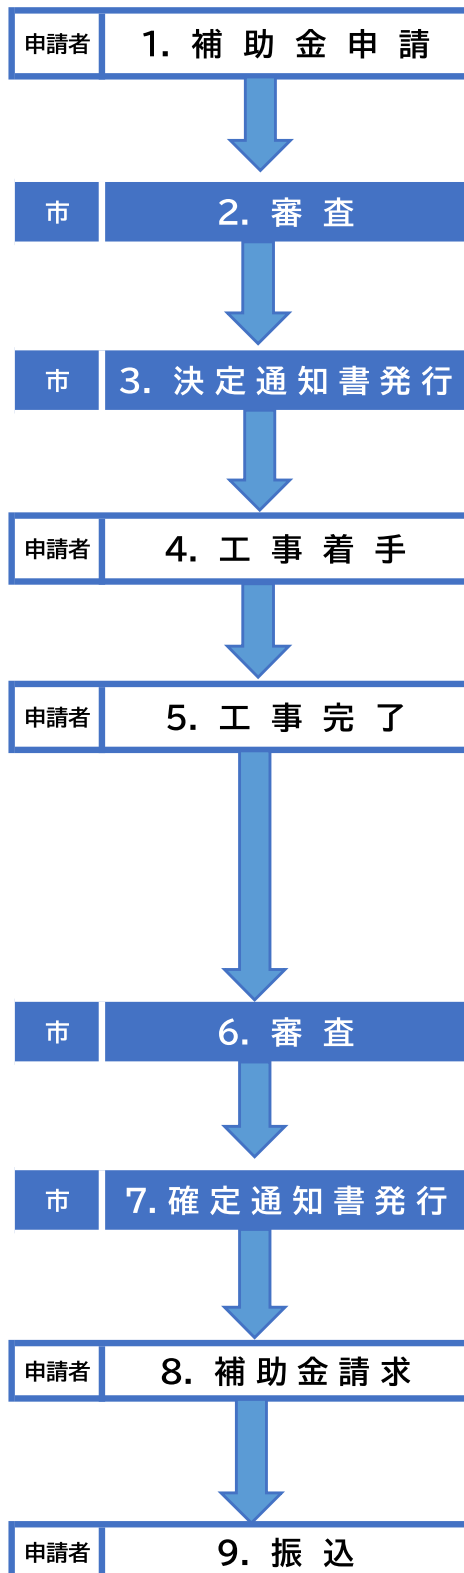 申請者 1. 補助金申請
市 2. 審査
市 3. 決定通知書発行
申請者 4. 工事着手
申請者 5. 工事完了
市 6. 審査
市 7. 確定通知書発行
申請者 8. 補助金請求
申請者 9. 振込